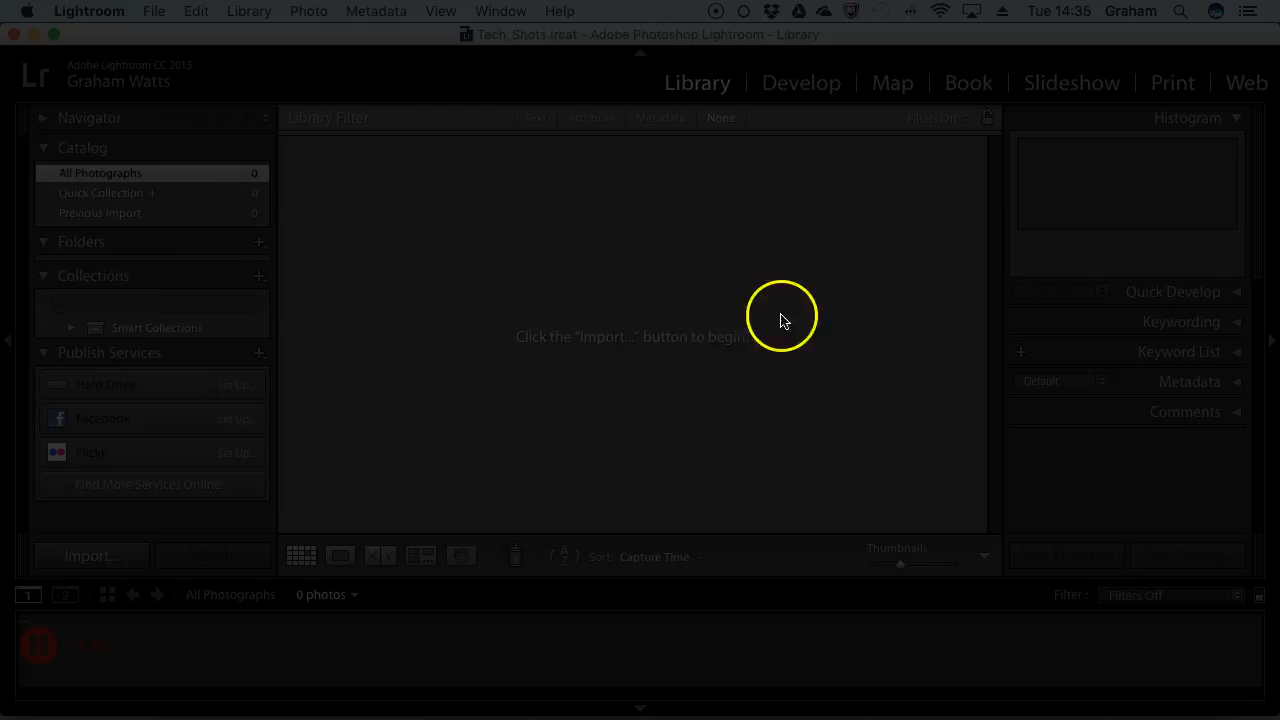 Lightroom File Edit Library Photo Metadata View Window Help Tue 14:35 Graham
Tech_Shots.lrcat - Adobe Photoshop Lightroom - Library
Lr
Adobe Lightroom CC 2015
Graham Watts
Library | Develop | Map | Book | Slideshow | Print | Web
Navigator
Library Filter : Text Attribute Metadata None Filters Off
Histogram
Catalog
All Photographs 0
Quick Collection + 0
Previous Import 0
Folders +
Collections +
Smart Collections
Publish Services +
Hard Drive Set Up...
Facebook Set Up...
Flickr Set Up...
Find More Services Online
Click the “Import...” button to begin.
Quick Develop
Keywording
+ Keyword List
Default Metadata
Comments
Import...
X Y
A Z
Sort: Capture Time
Thumbnails
1 2 All Photographs 0 photos
Filter : Filters Off